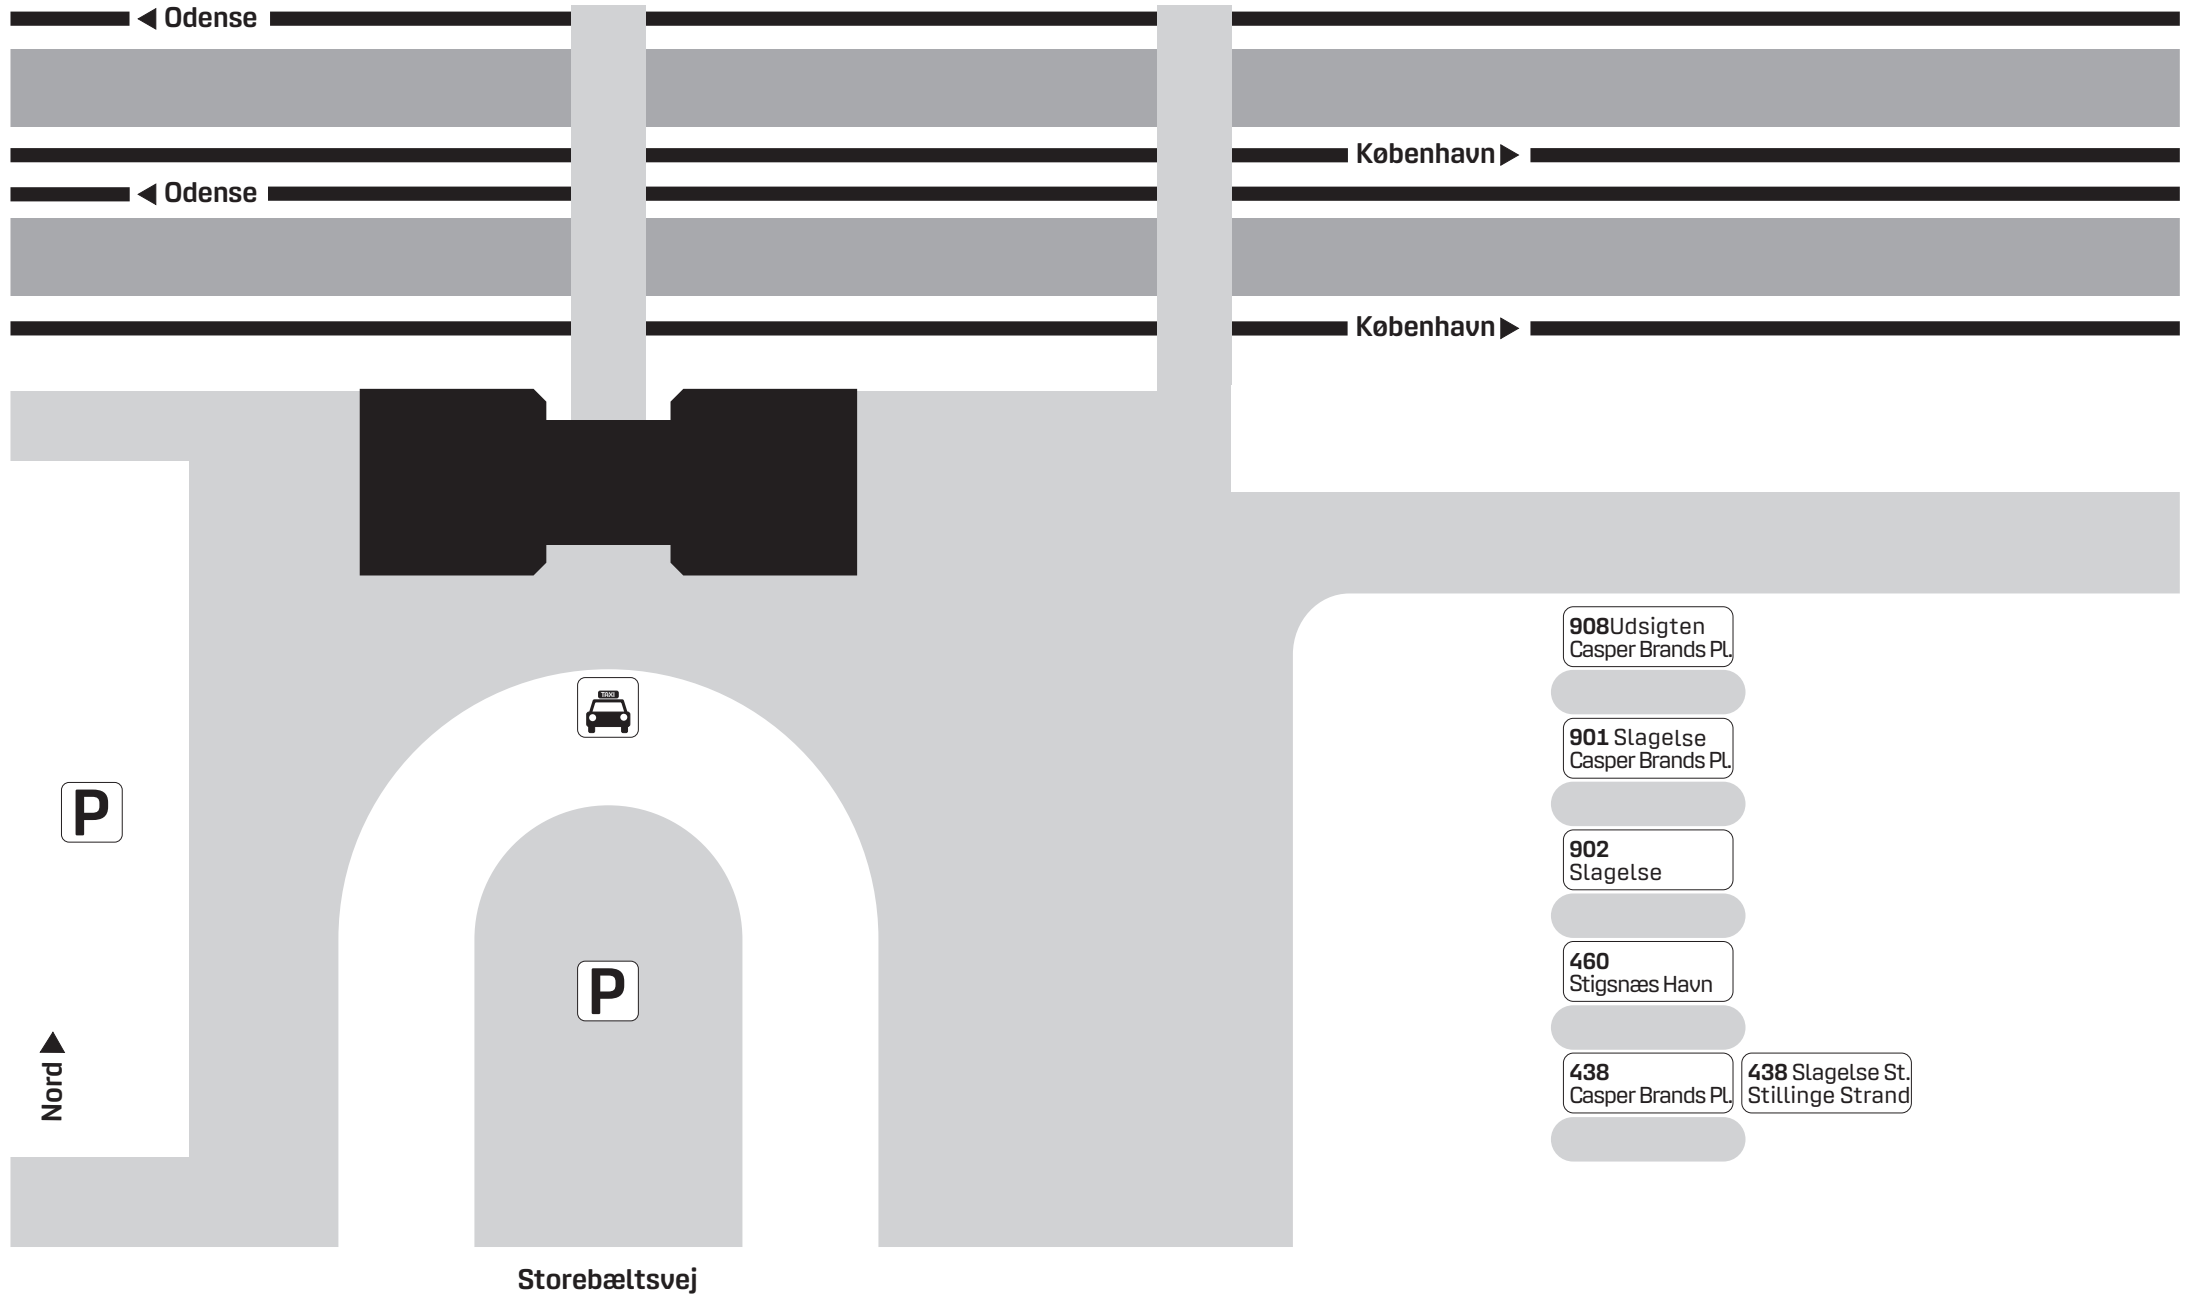 Odense
København
Odense
København
908Udsigten
Casper Brands Pl.
TAXI
901 Slagelse
Casper Brands Pl.
P
902
Slagelse
P
460
Stigsnæs Havn
Nord
438
Casper Brands Pl.
438 Slagelse St.
Stillinge Strand
Storebæltsvej